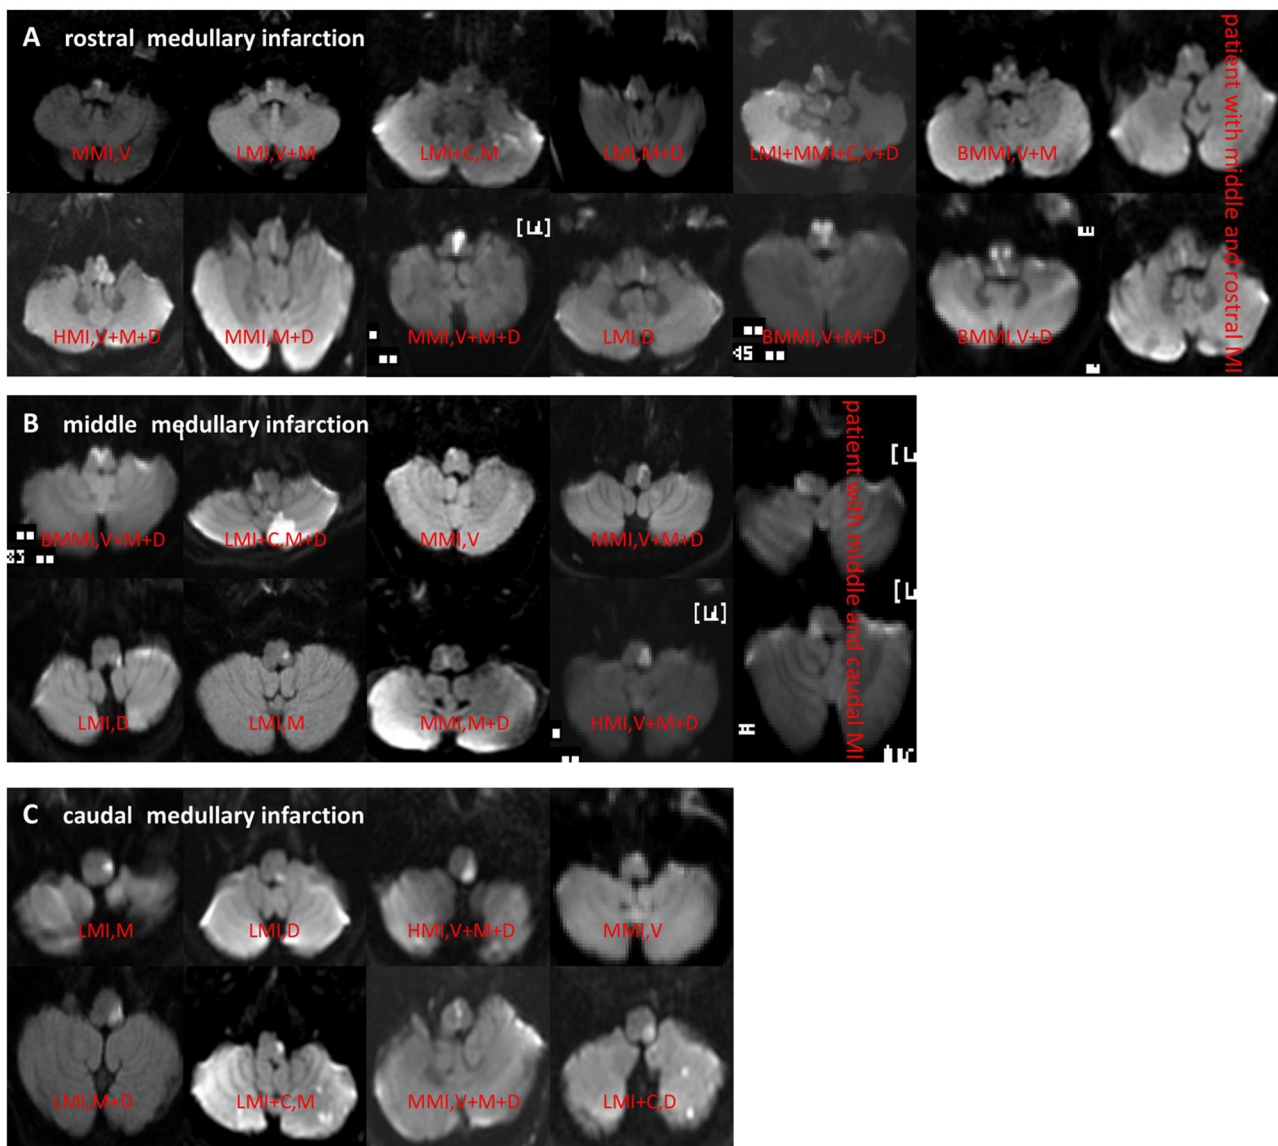 A rostral medullary infarction
MMI,V
LMI,V+M
LMI+C,M
LMI,M+D
LMI+MMI+C,V+D
BMMI,V+M
patient with middle and rostral MI
HMI,V+M+D
MMI,M+D
MMI,V+M+D
LMI,D
BMMI,V+M+D
BMMI,V+D
B middle medullary infarction
BMMI,V+M+D
LMI+C,M+D
MMI,V
MMI,V+M+D
patient with middle and caudal MI
LMI,D
LMI,M
MMI,M+D
HMI,V+M+D
C caudal medullary infarction
LMI,M
LMI,D
HMI,V+M+D
MMI,V
LMI,M+D
LMI+C,M
MMI,V+M+D
LMI+C,D